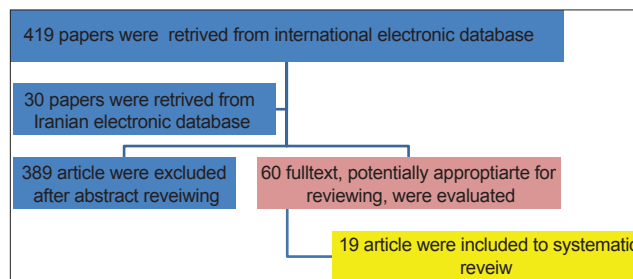 419 papers were retrived from international electronic database
30 papers were retrived from
Iranian electronic database
389 article were excluded
after abstract reveiwing
60 fulltext, potentially approptiarte for
reviewing, were evaluated
19 article were included to systematic
reveiw